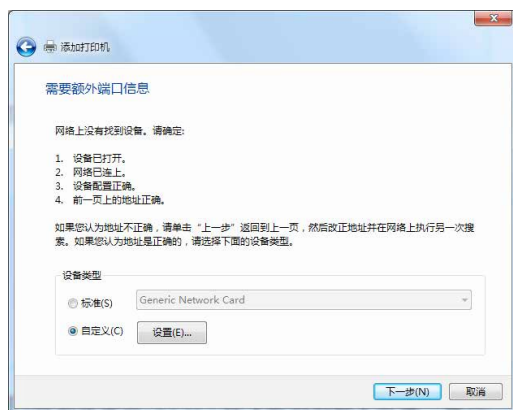 添加打印机
需要额外端口信息
网络上没有找到设备。请确定:
1. 设备已打开。
2. 网络已连上。
3. 设备配置正确。
4. 前一页上的地址正确。
如果您认为地址不正确，请单击“上一步”返回到上一页，然后改正地址并在网络上执行另一次搜
索。如果您认为地址是正确的，请选择下面的设备类型。
设备类型
标准(S) Generic Network Card
自定义(C) 设置(E)...
下一步(N) 取消